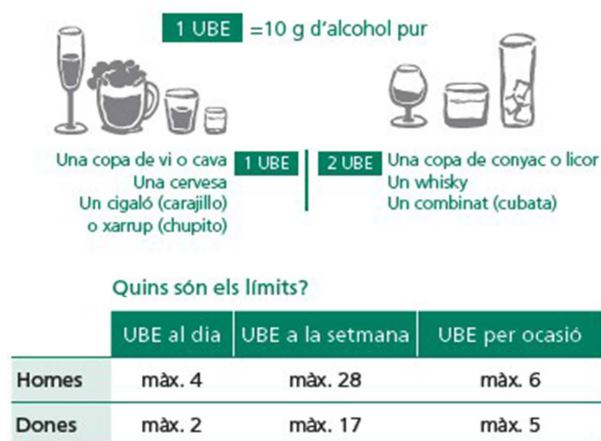 1 UBE =10 g d'alcohol pur
Una copa de vi o cava
Una cervesa
Un cigaló (carajillo)
o xarrup (chupito)
1 UBE
2 UBE
Una copa de conyac o licor
Un whisky
Un combinat (cubata)
Quins són els límits?
UBE al dia UBE a la setmana UBE per ocasió
Homes màx. 4 màx. 28 màx. 6
Dones màx. 2 màx. 17 màx. 5